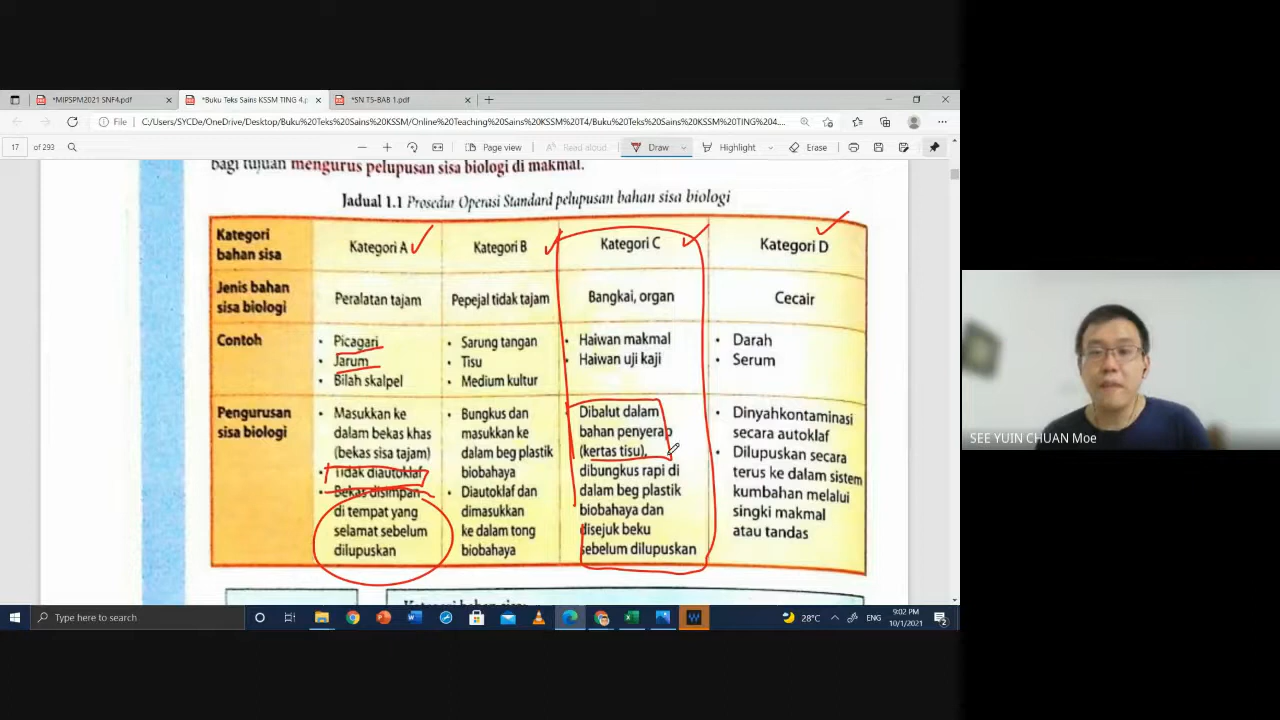 *MIPSPM2021 SNF4.pdf
*Buku Teks Sains KSSM TING 4.p
*SN T5-BAB 1.pdf
File
C:/Users/SYCDe/OneDrive/Desktop/Buku%20Teks%20Sains%20KSSM/Online%20Teaching%20Sains%20KSSM%20T4/Buku%20Teks%20Sains%20KSSM%20TING%204....
17 of 293
Page view
Read aloud
Draw
Highlight
Erase
bagi tujuan mengurus pelupusan sisa biologi di makmal.
Jadual 1.1 Prosedur Operasi Standard pelupusan bahan sisa biologi
Kategori
bahan sisa
Kategori A
Kategori B
Kategori C
Kategori D
Jenis bahan
sisa biologi
Peralatan tajam
Pepejal tidak tajam
Bangkai, organ
Cecair
Contoh
• Picagari
• Jarum
• Bilah skalpel
• Sarung tangan
• Tisu
• Medium kultur
• Haiwan makmal
• Haiwan uji kaji
• Darah
• Serum
Pengurusan
sisa biologi
• Masukkan ke
dalam bekas khas
(bekas sisa tajam)
• Tidak diautoklaf
• Bekas disimpan
di tempat yang
selamat sebelum
dilupuskan
• Bungkus dan
masukkan ke
dalam beg plastik
biobahaya
• Diautoklaf dan
dimasukkan
ke dalam tong
biobahaya
Dibalut dalam
bahan penyerap
(kertas tisu),
dibungkus rapi di
dalam beg plastik
biobahaya dan
disejuk beku
sebelum dilupuskan
• Dinyahkontaminasi
secara autoklaf
• Dilupuskan secara
terus ke dalam sistem
kumbahan melalui
singki makmal
atau tandas
SEE YUIN CHUAN Moe
Type here to search
28°C
ENG
9:02 PM
10/1/2021
2